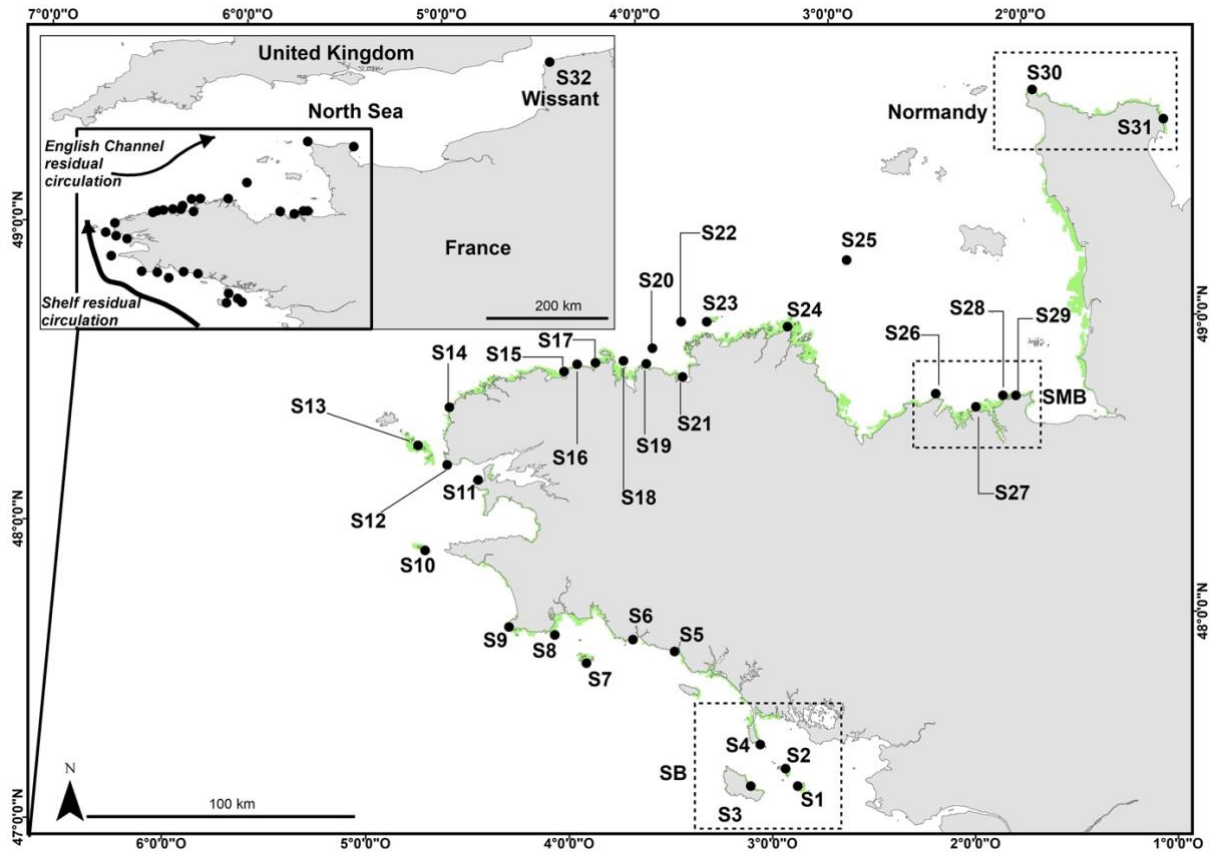 7°0'0"O 6°0'0"O 5°0'0"O 4°0'0"O 3°0'0"O 2°0'0"O
United Kingdom
S32
Wissant
North Sea
English Channel
residual
circulation
France
Shelf residual
circulation
200 km
S30
Normandy
S31
S22
S25
S20
S23
S24
S28
S29
S17
S26
S14
S15
SMB
S13
S21
S19
S16
S11
S18
S27
S12
S10
S6
S5
S9
S8
S7
S4
S2
SB
S1
S3
N
100 km
49°0'0"N
48°0'0"N
47°0'0"N
49°0'0"N
48°0'0"N
6°0'0"O 5°0'0"O 4°0'0"O 3°0'0"O 2°0'0"O 1°0'0"O